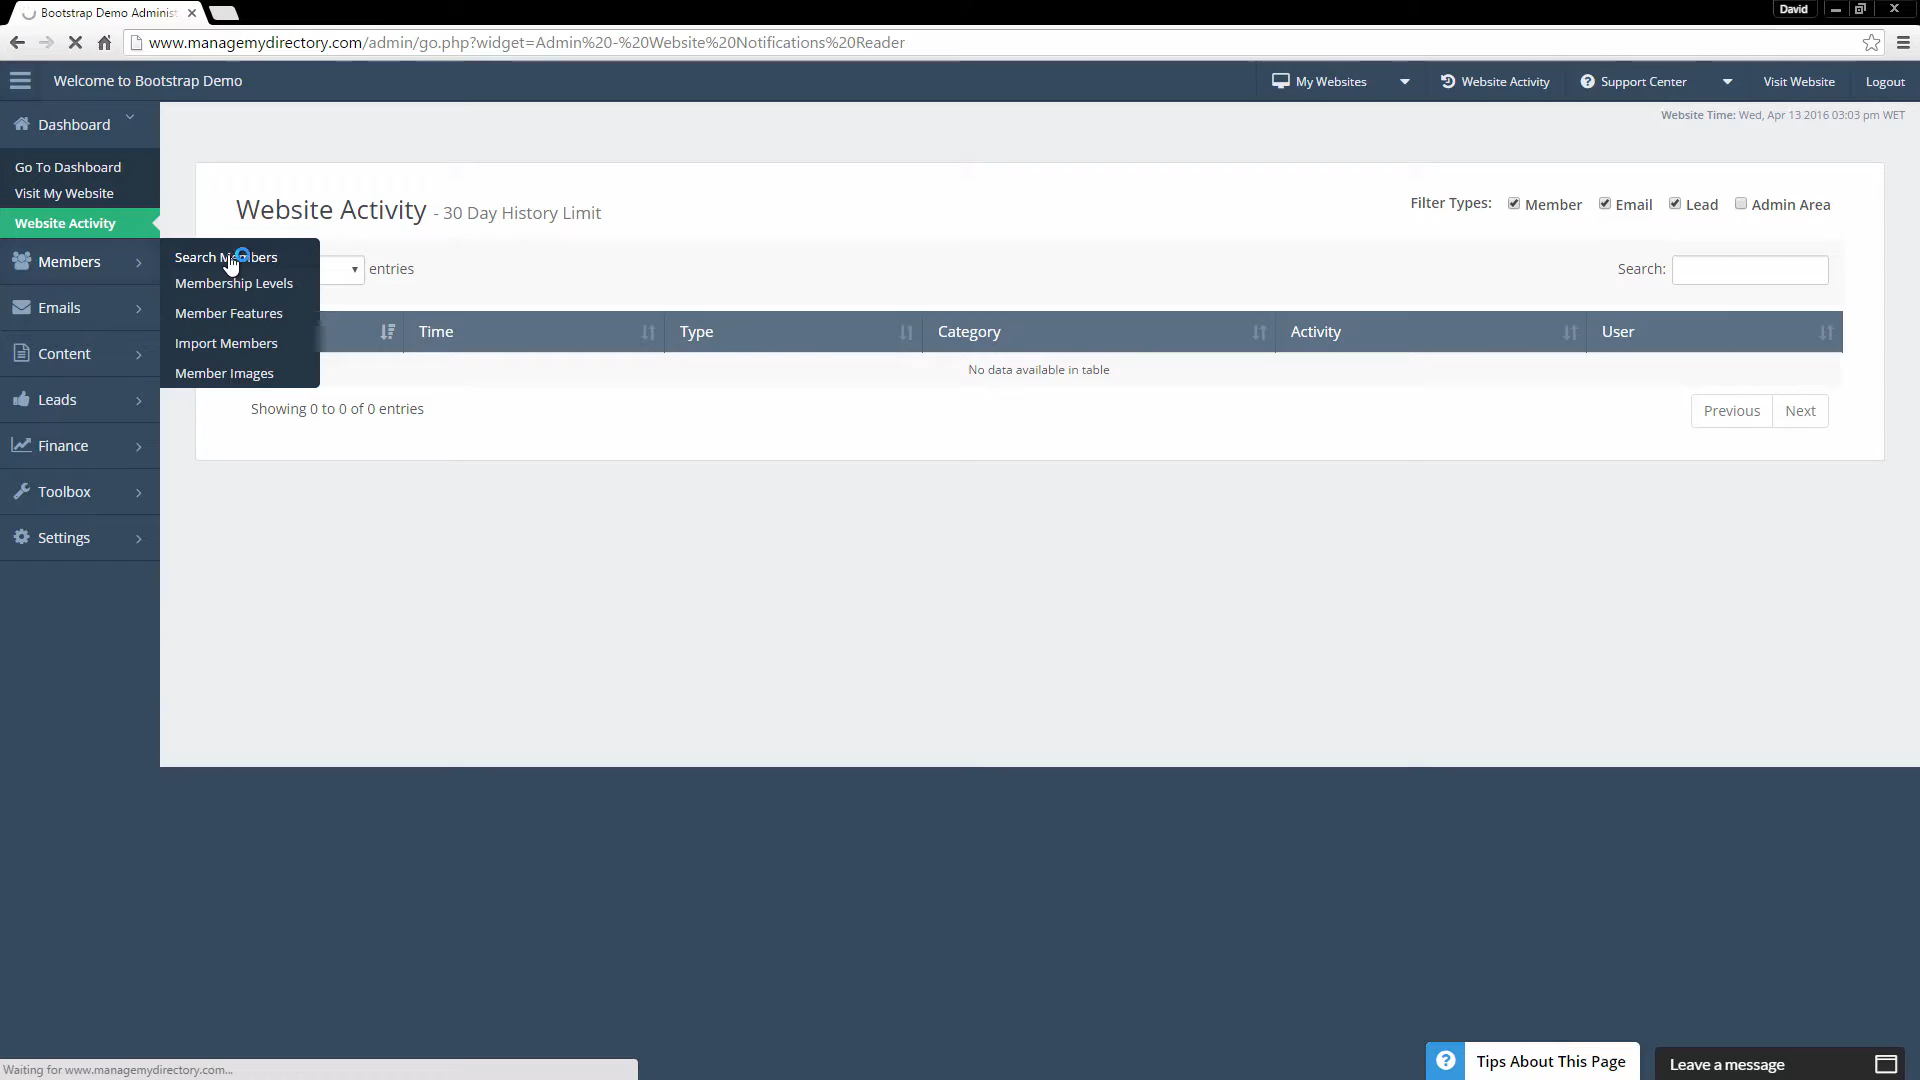 Bootstrap Demo Administ
David
www.managemydirectory.com/admin/go.php?widget=Admin%20-%20Website%20Notifications%20Reader
Welcome to Bootstrap Demo
My Websites
Website Activity
Support Center
Visit Website
Logout
Website Time: Wed, Apr 13 2016 03:03 pm WET
Dashboard
Go To Dashboard
Visit My Website
Website Activity
Members
Emails
Content
Leads
Finance
Toolbox
Settings
Search Members
Membership Levels
Member Features
Import Members
Member Images
Website Activity - 30 Day History Limit
Filter Types: Member Email Lead Admin Area
entries
Search:
Time Type Category Activity User
No data available in table
Showing 0 to 0 of 0 entries
Previous Next
Waiting for www.managemydirectory.com...
Tips About This Page
Leave a message